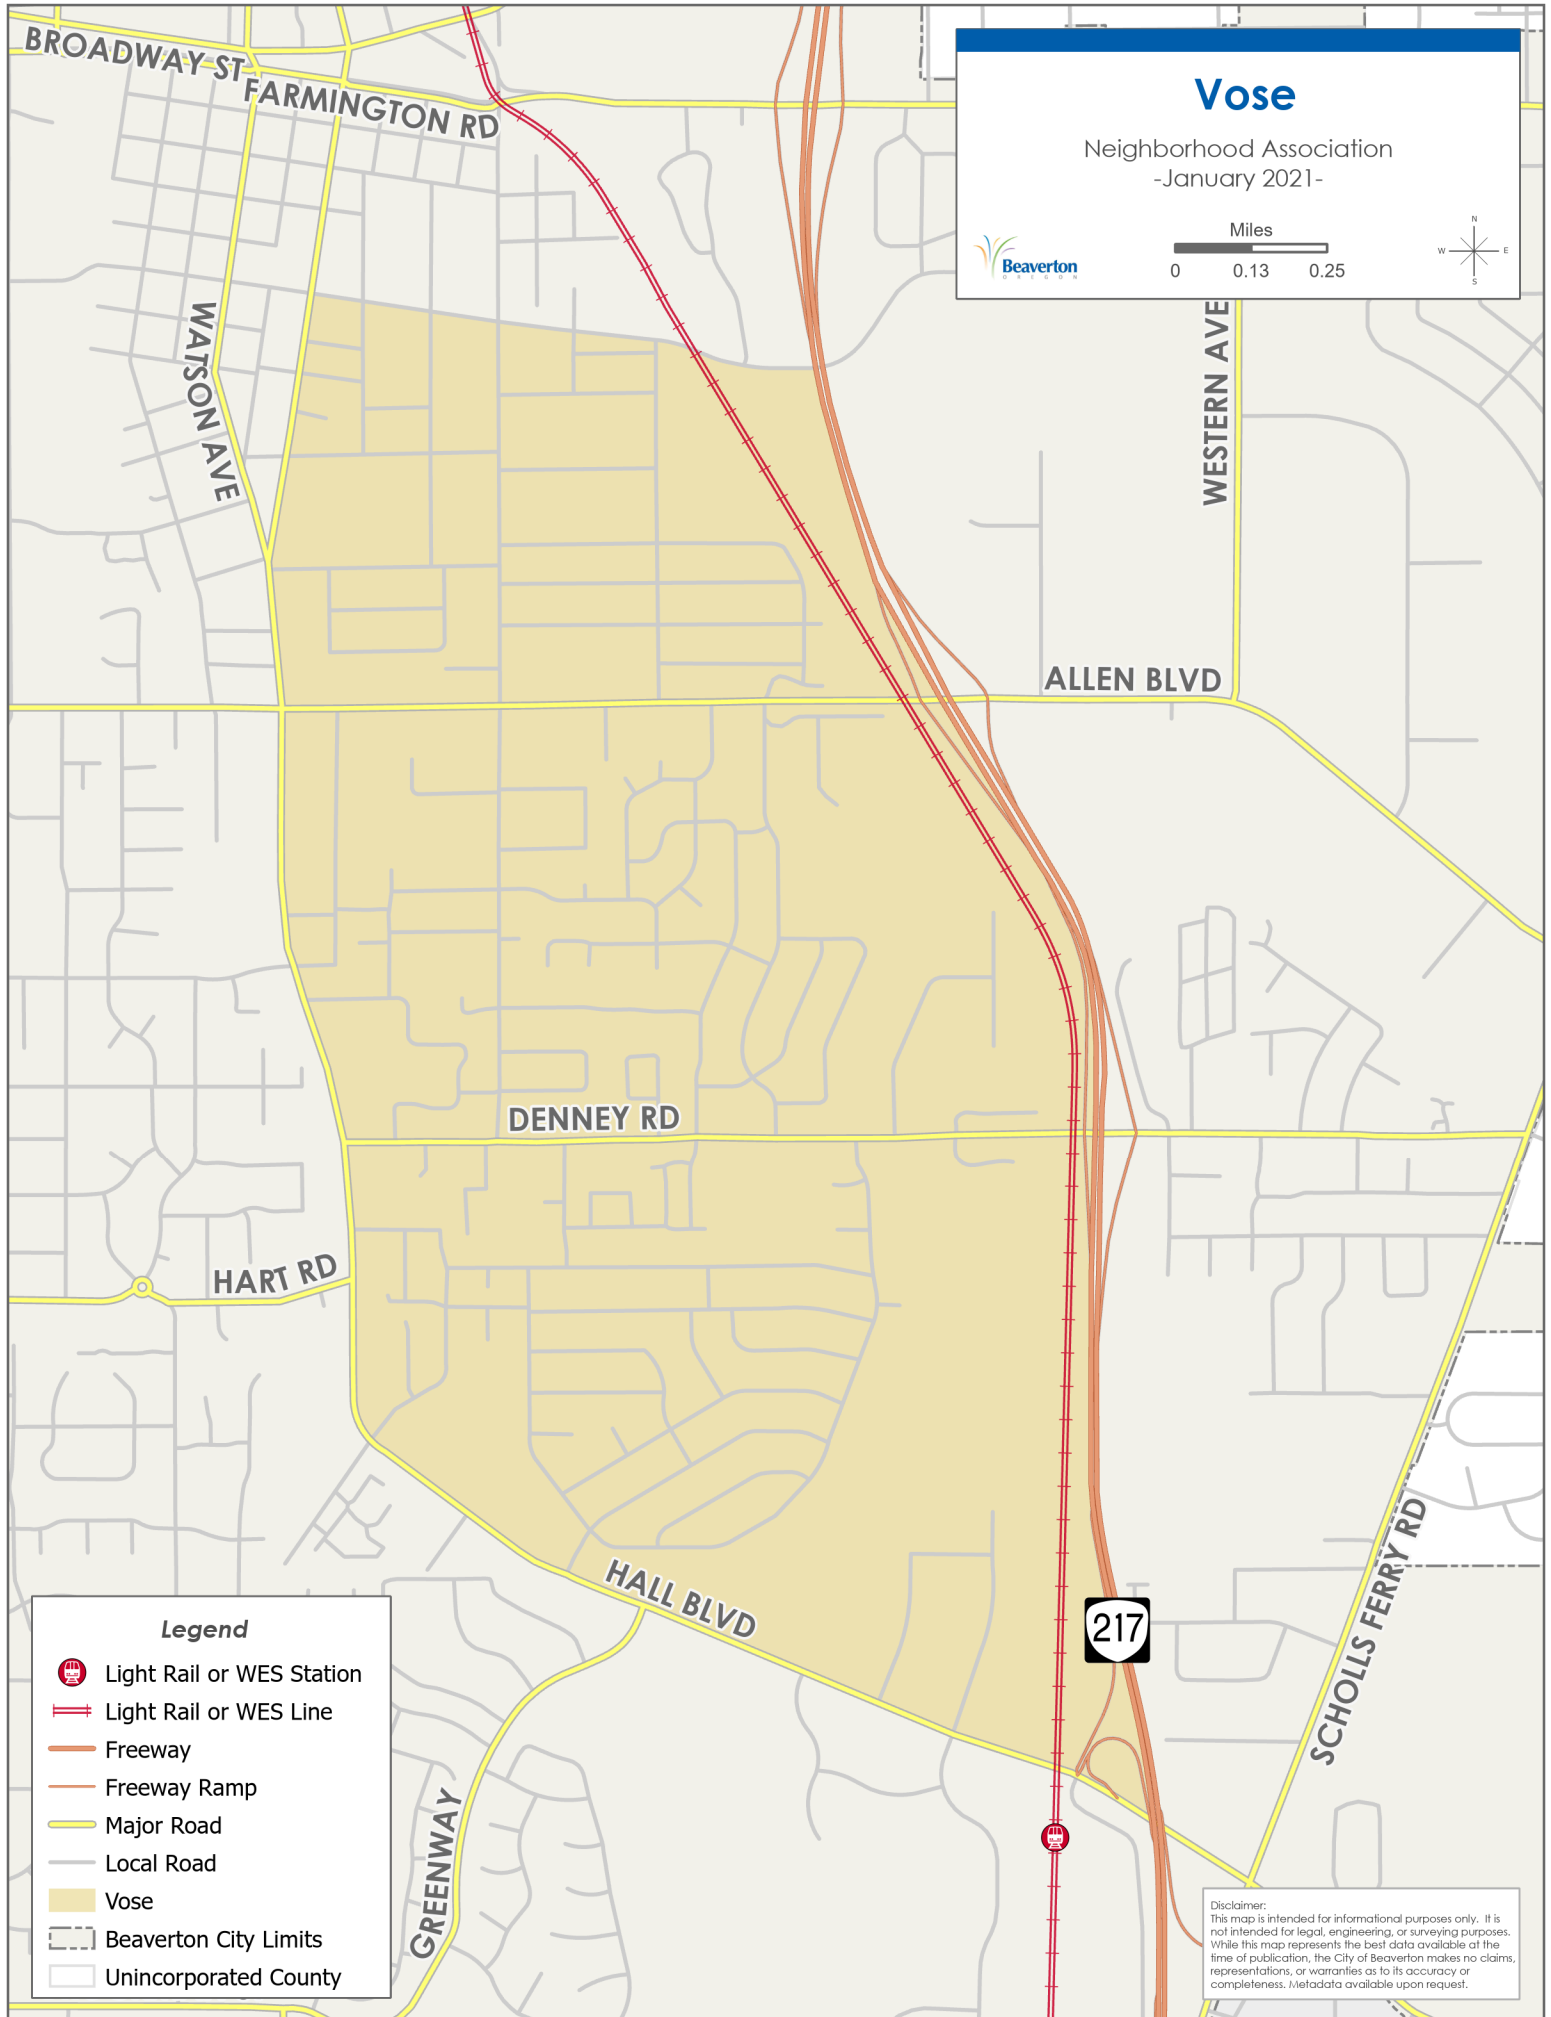 BROADWAY ST
FARMINGTON RD
Vose
Neighborhood Association
-January 2021-
Miles
0 0.13 0.25
N
W E
S
Beaverton
OREGON
WATSON AVE
WESTERN AVE
ALLEN BLVD
DENNEY RD
HART RD
HALL BLVD
217
SCHOLLS FERRY RD
GREENWAY
Legend
Light Rail or WES Station
Light Rail or WES Line
Freeway
Freeway Ramp
Major Road
Local Road
Vose
Beaverton City Limits
Unincorporated County
Disclaimer:
This map is intended for informational purposes only. It is
not intended for legal, engineering, or surveying purposes.
While this map represents the best data available at the
time of publication, the City of Beaverton makes no claims,
representations, or warranties as to its accuracy or
completeness. Metadata available upon request.